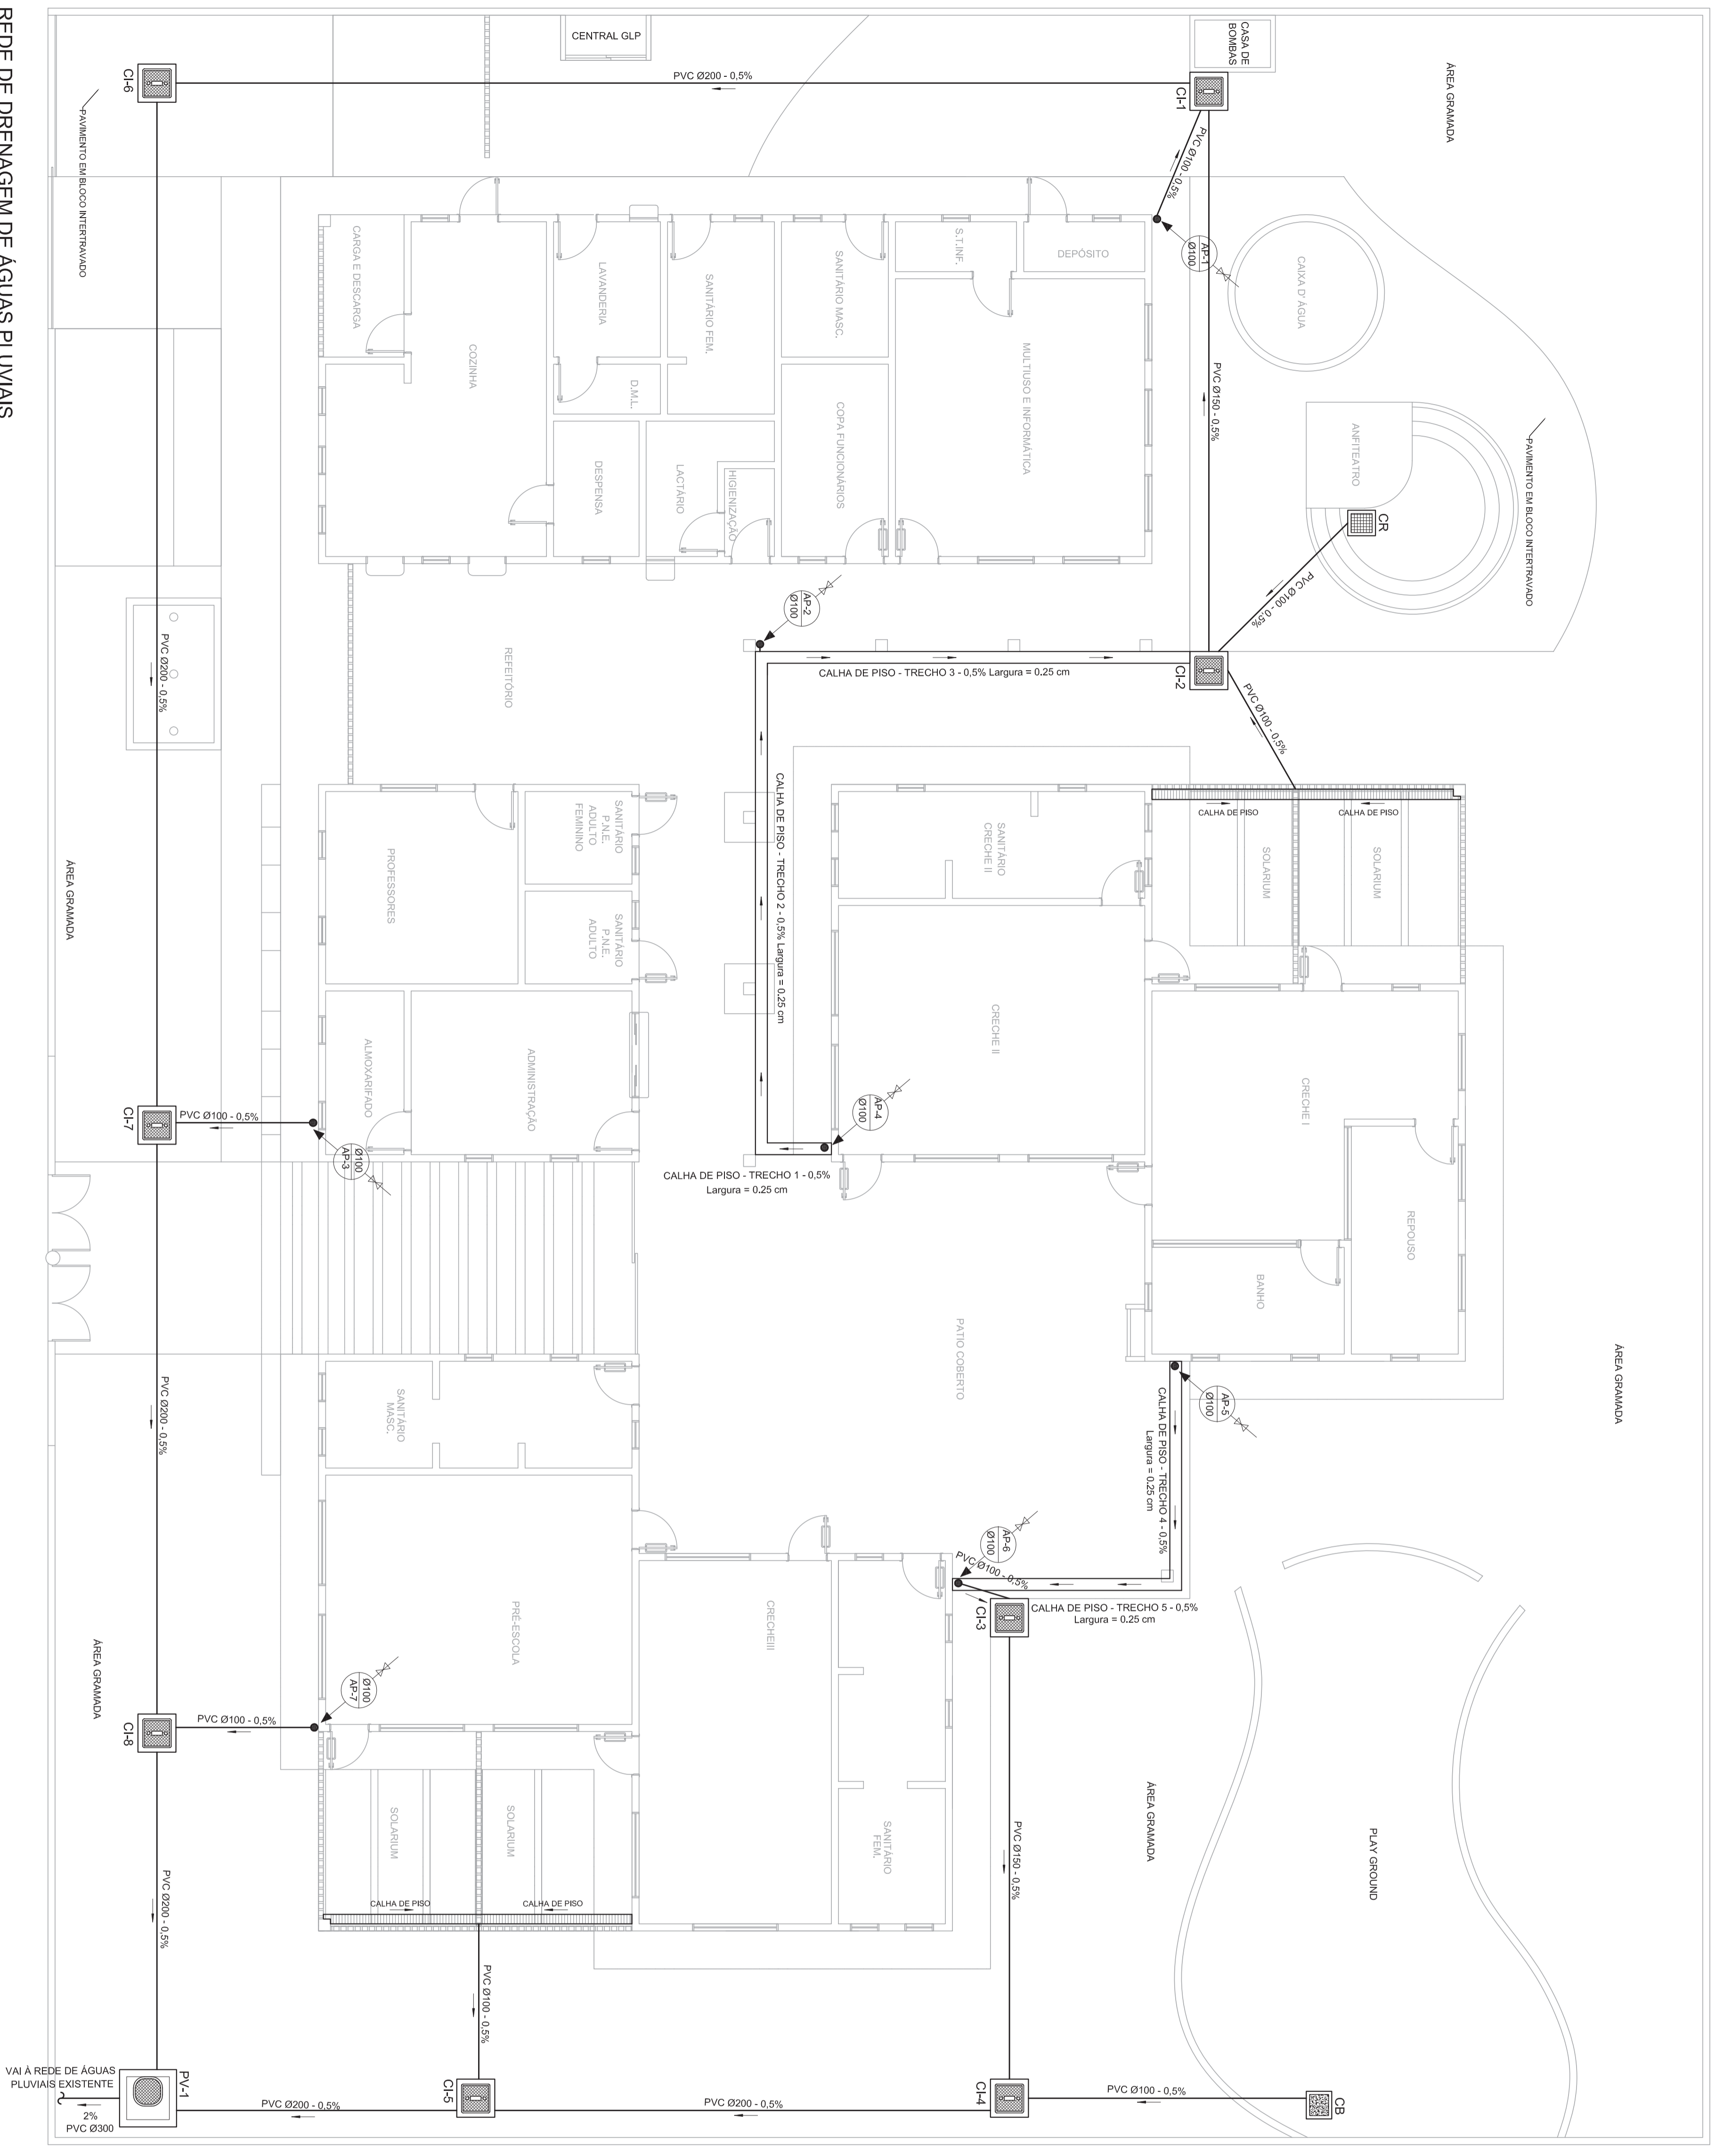 REDE DE DRENAGEM DE ÁGUAS PLUVIAIS
CENTRAL GLP
CASA DE
BOMBAS
ÁREA GRAMADA
CI-6
PVC Ø200 - 0,5%
CI-1
PAVIMENTO EM BLOCO INTERTRAVADO
PVC Ø100 - 0,5%
AP-1
Ø100
CAIXA D' ÁGUA
CARGA E DESCARGA
COZINHA
LAVANDERIA
SANITÁRIO FEM.
SANITÁRIO MASC.
S.T.INF.
DEPÓSITO
D.M.L.
MULTIUSO E INFORMÁTICA
PVC Ø150 - 0,5%
COPA FUNCIONÁRIOS
DESPENSA
LACTÁRIO
HIGIENIZAÇÃO
ANFITEATRO
PAVIMENTO EM BLOCO INTERTRAVADO
CR
PVC Ø100 - 0,5%
AP-2
Ø100
REFEITÓRIO
CALHA DE PISO - TRECHO 3 - 0,5% Largura = 0.25 cm
CI-2
PVC Ø200 - 0,5%
PVC Ø100 - 0,5%
CALHA DE PISO - TRECHO 2 - 0,5% Largura = 0.25 cm
CALHA DE PISO
CALHA DE PISO
SANITÁRIO
P.N.E.
ADULTO
FEMININO
SANITÁRIO
CRECHE II
SOLARIUM
SOLARIUM
PROFESSORES
SANITÁRIO
P.N.E.
ADULTO
ÁREA GRAMADA
CRECHE II
ALMOXARIFADO
ADMINISTRAÇÃO
CRECHE I
AP-4
Ø100
CI-7
PVC Ø100 - 0,5%
Ø100
AP-3
CALHA DE PISO - TRECHO 1 - 0,5%
Largura = 0.25 cm
REPOUSO
BANHO
PATIO COBERTO
ÁREA GRAMADA
PVC Ø200 - 0,5%
SANITÁRIO
MASC.
AP-5
Ø100
CALHA DE PISO - TRECHO 4 - 0,5%
Largura = 0.25 cm
AP-6
Ø100
PVC Ø100 - 0,5%
CI-3
CALHA DE PISO - TRECHO 5 - 0,5%
Largura = 0.25 cm
PRÉ-ESCOLA
CRECHEIII
ÁREA GRAMADA
Ø100
AP-7
CI-8
PVC Ø100 - 0,5%
SOLARIUM
SOLARIUM
SANITÁRIO
FEM.
PVC Ø150 - 0,5%
ÁREA GRAMADA
PLAY GROUND
CALHA DE PISO
CALHA DE PISO
PVC Ø200 - 0,5%
PVC Ø100 - 0,5%
VAI À REDE DE ÁGUAS
PLUVIAIS EXISTENTE
2%
PVC Ø300
PV-1
PVC Ø200 - 0,5%
CI-5
PVC Ø200 - 0,5%
CI-4
PVC Ø100 - 0,5%
CB